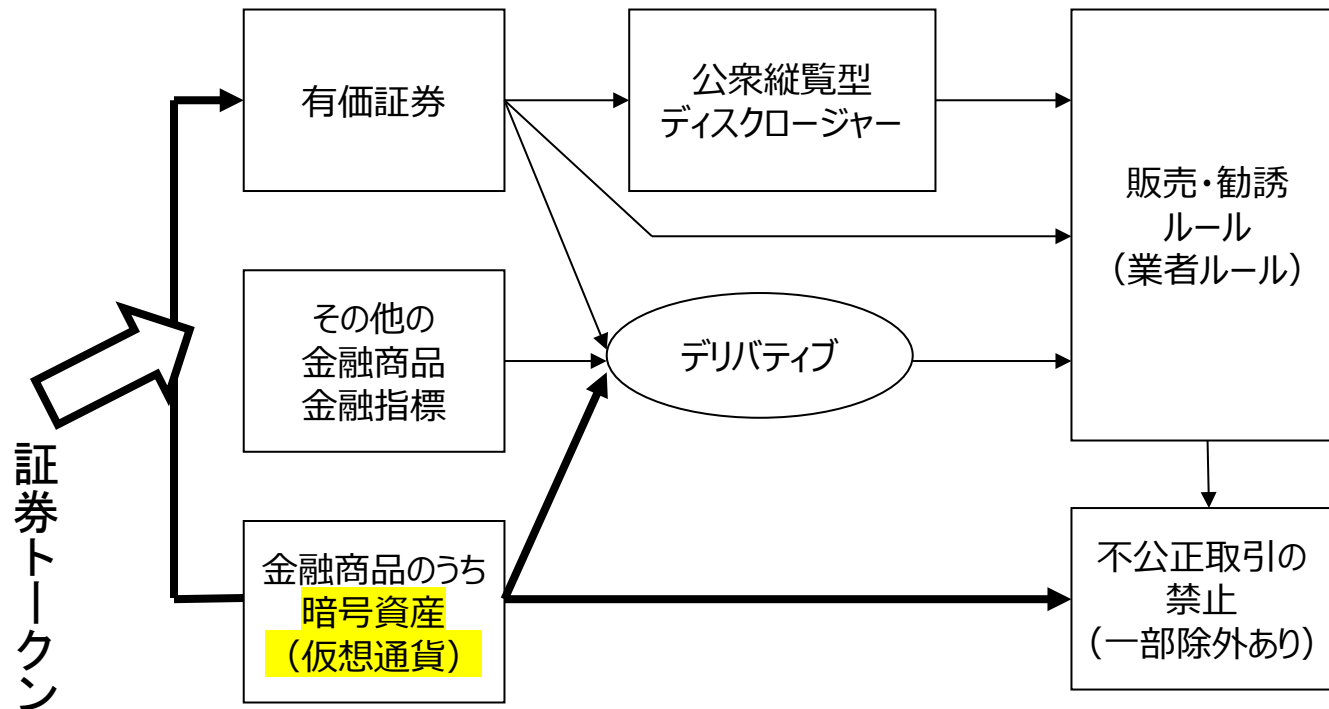 有価証券
公衆縦覧型
ディスクロージャー
販売・勧誘
ルール
（業者ルール）
その他の
金融商品
金融指標
デリバティブ
証券トークン
金融商品のうち
暗号資産
（仮想通貨）
不公正取引の
禁止
（一部除外あり）